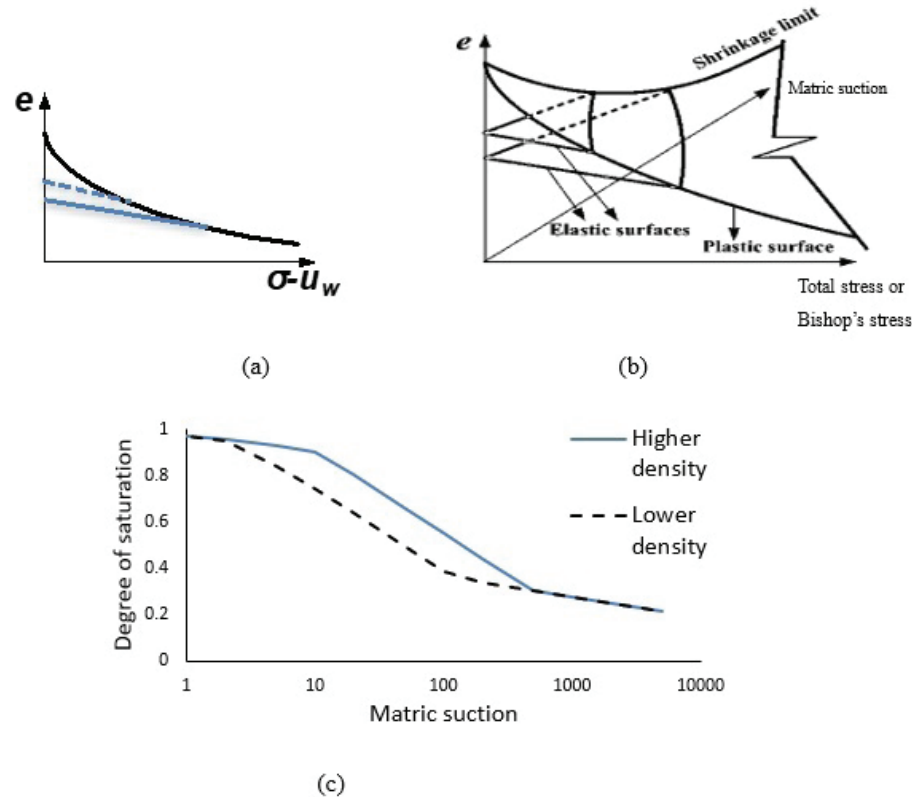 e
σ-uw
(a)
e
Shrinkage limit
Matric suction
Elastic surfaces
Plastic surface
Total stress or
Bishop’s stress
(b)
Degree of saturation
1
0.8
0.6
0.4
0.2
0
1
10
100
1000
10000
Matric suction
Higher
density
Lower
density
(c)